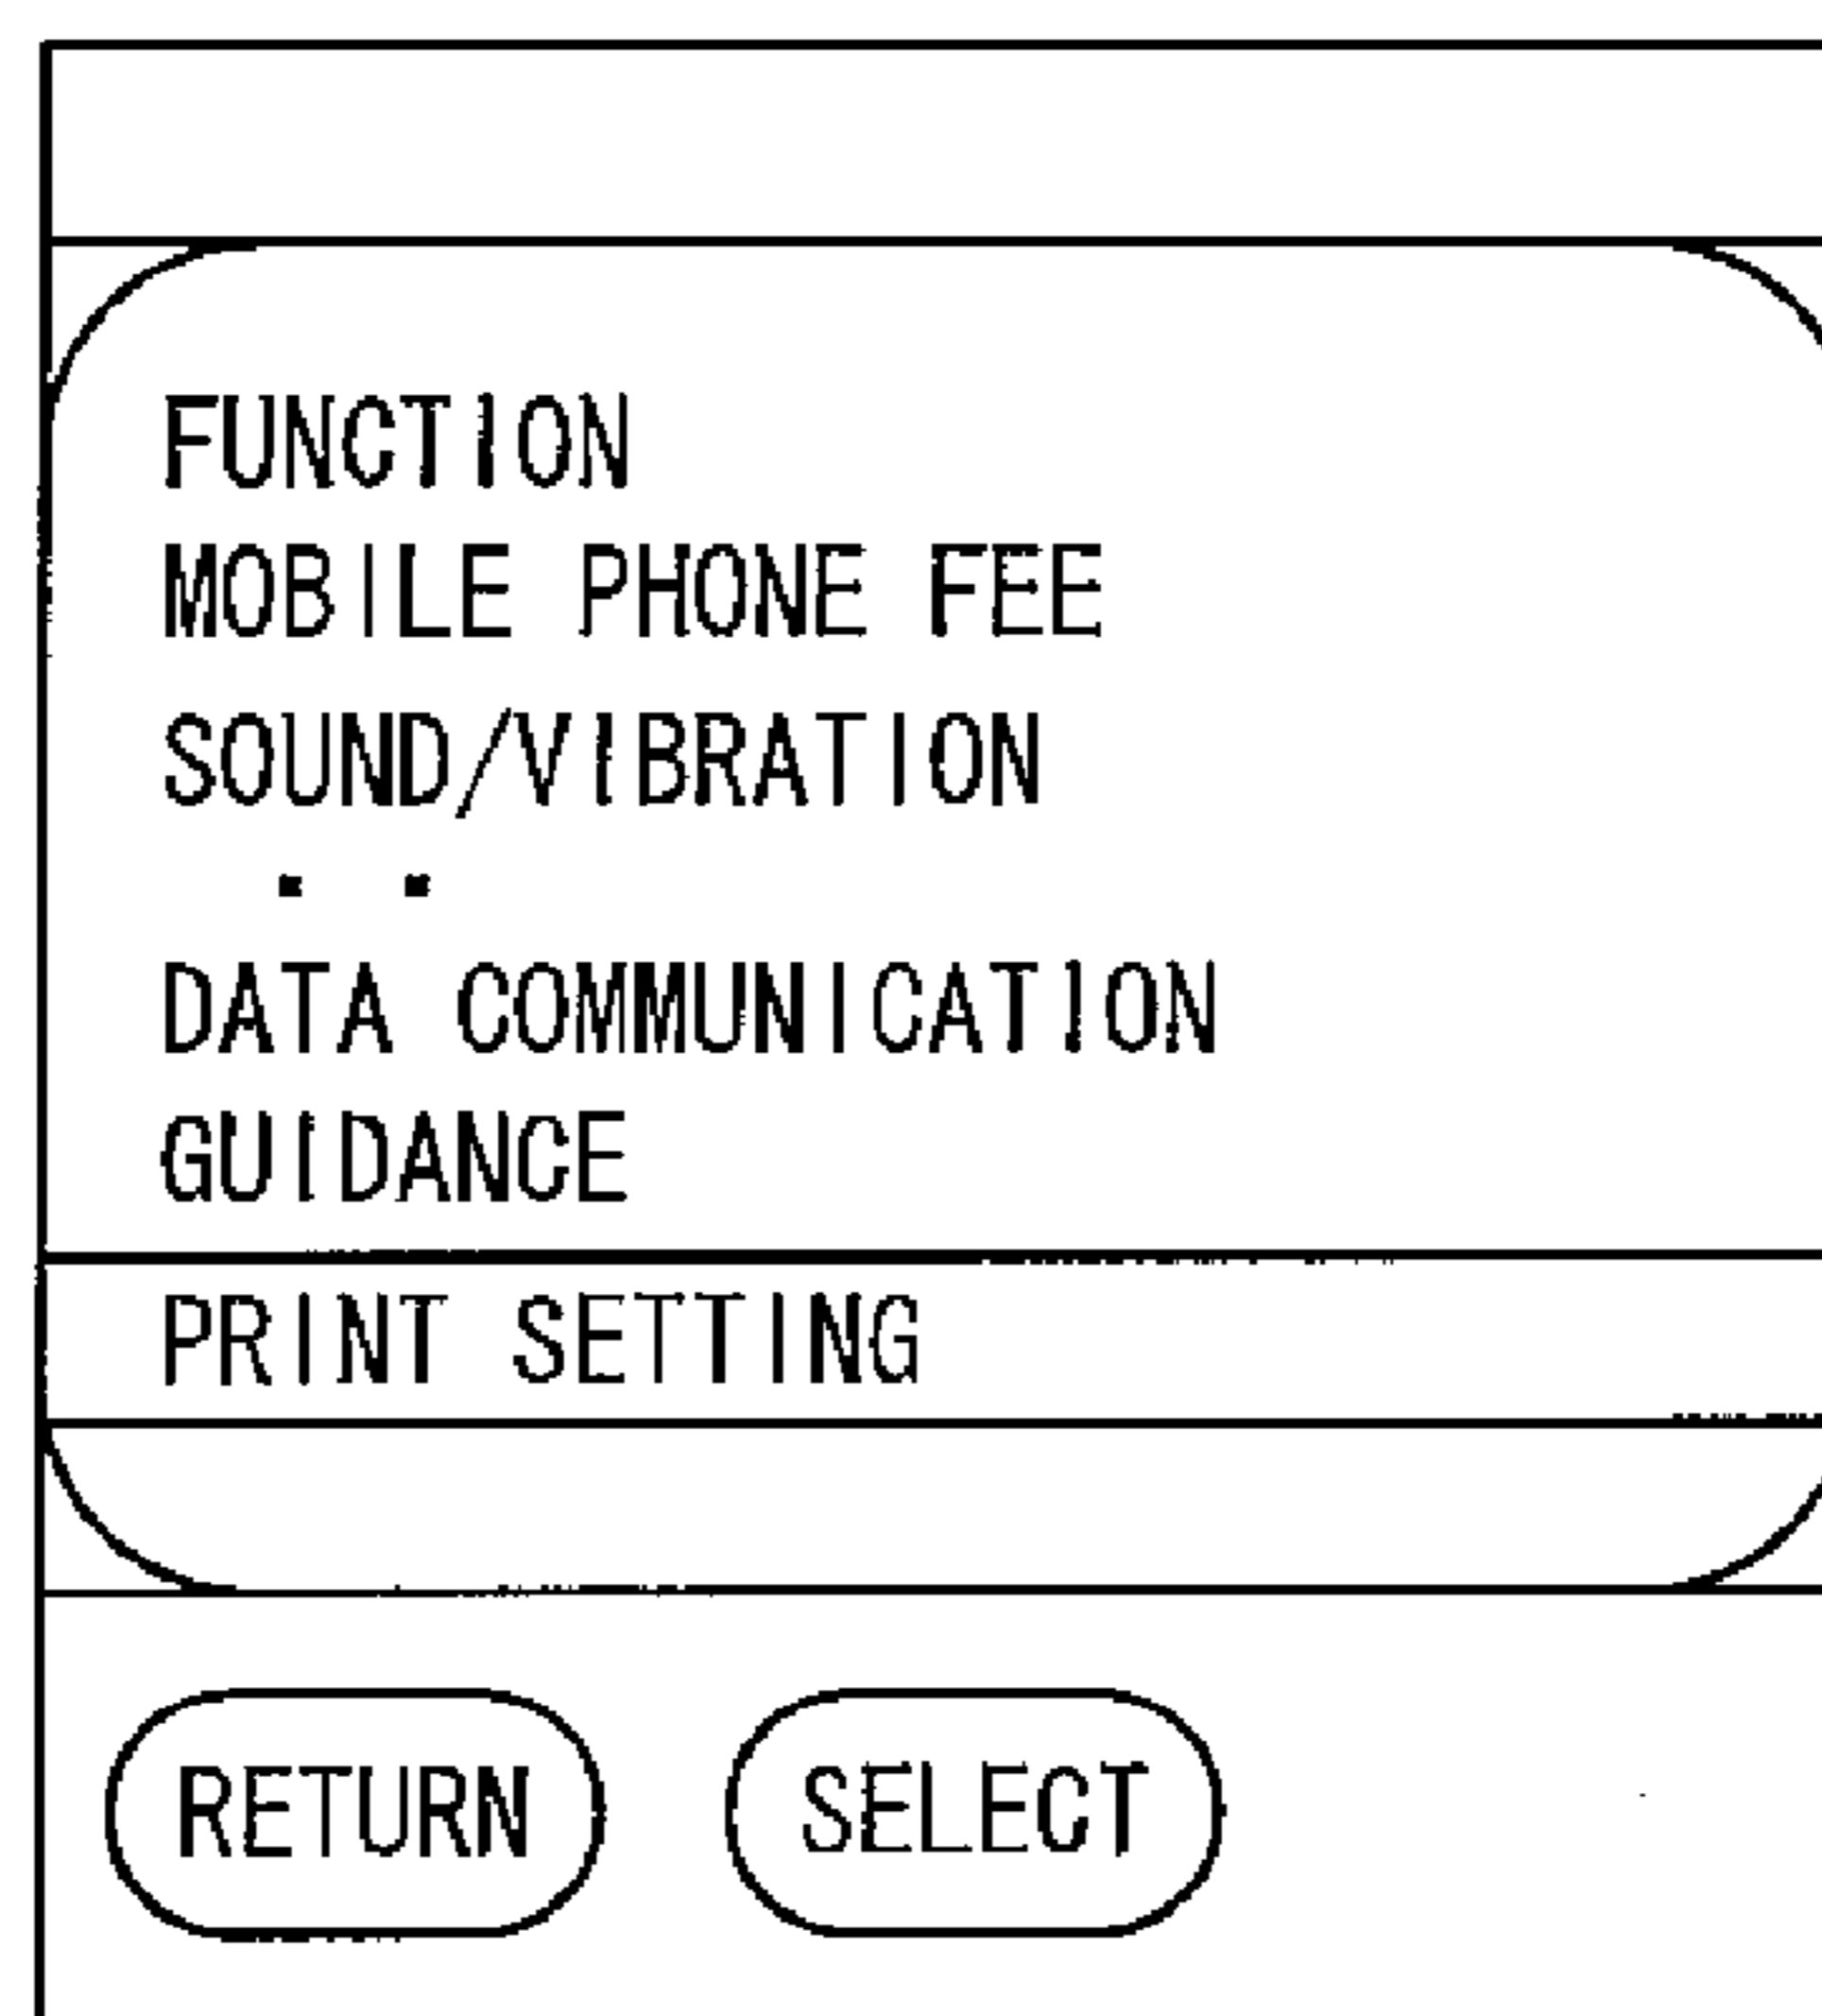 FUNCTION
MOBILE PHONE FEE
SOUND/VIBRATION
. .
DATA COMMUNICATION
GUIDANCE
PRINT SETTING
RETURN SELECT